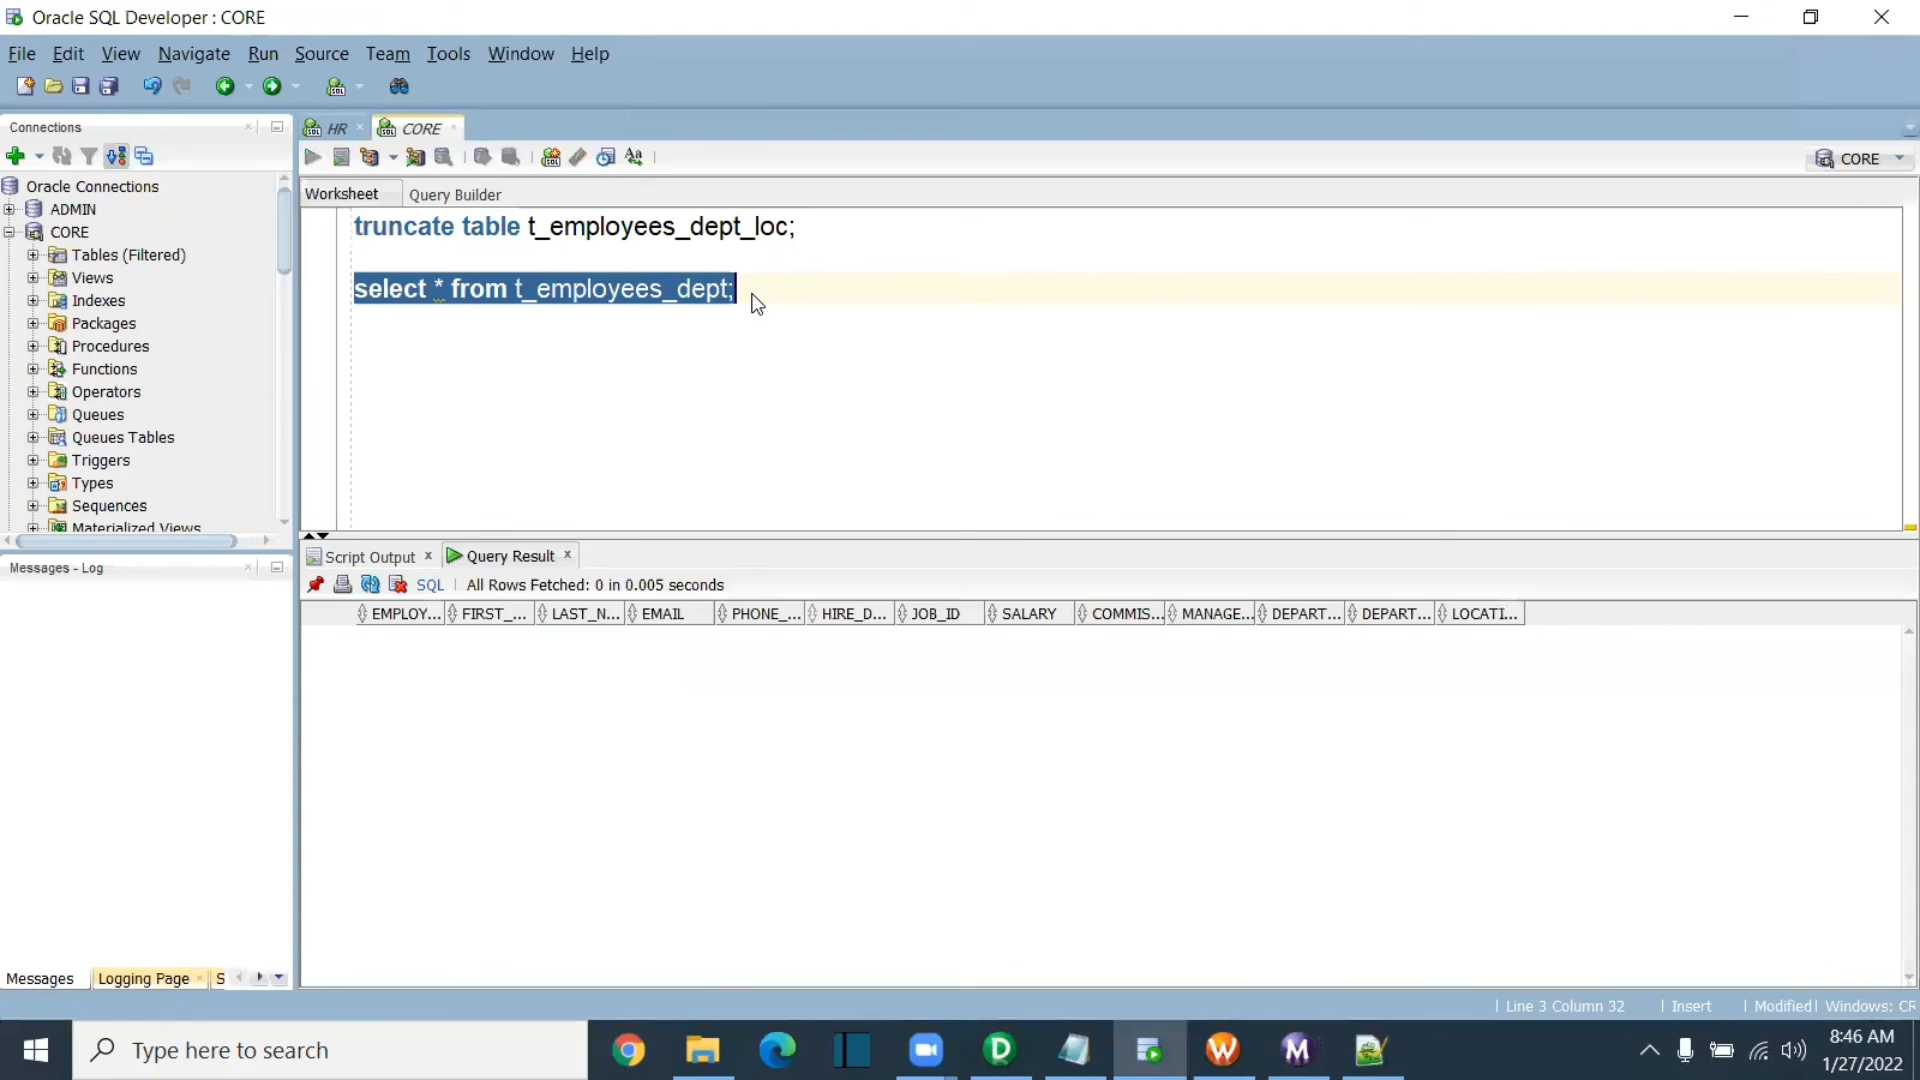 Oracle SQL Developer : CORE
File Edit View Navigate Run Source Team Tools Window Help
Connections
HR CORE
CORE
Worksheet Query Builder
Oracle Connections
ADMIN
CORE
Tables (Filtered)
Views
Indexes
Packages
Procedures
Functions
Operators
Queues
Queues Tables
Triggers
Types
Sequences
Materialized Views
truncate table t_employees_dept_loc;
select * from t_employees_dept;
Messages - Log
Script Output Query Result
SQL All Rows Fetched: 0 in 0.005 seconds
EMPLOY... FIRST_... LAST_N... EMAIL PHONE_... HIRE_D... JOB_ID SALARY COMMIS... MANAGE... DEPART... DEPART... LOCATI...
Messages Logging Page S
Line 3 Column 32 Insert Modified Windows: CR
Type here to search
8:46 AM
1/27/2022